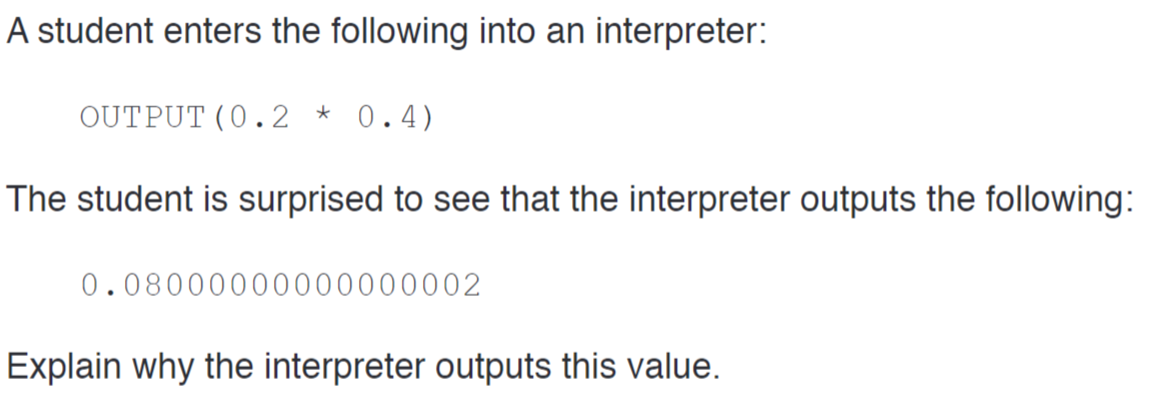 A student enters the following into an interpreter:
OUTPUT(0.2 * 0.4)
The student is surprised to see that the interpreter outputs the following:
0.08000000000000002
Explain why the interpreter outputs this value.